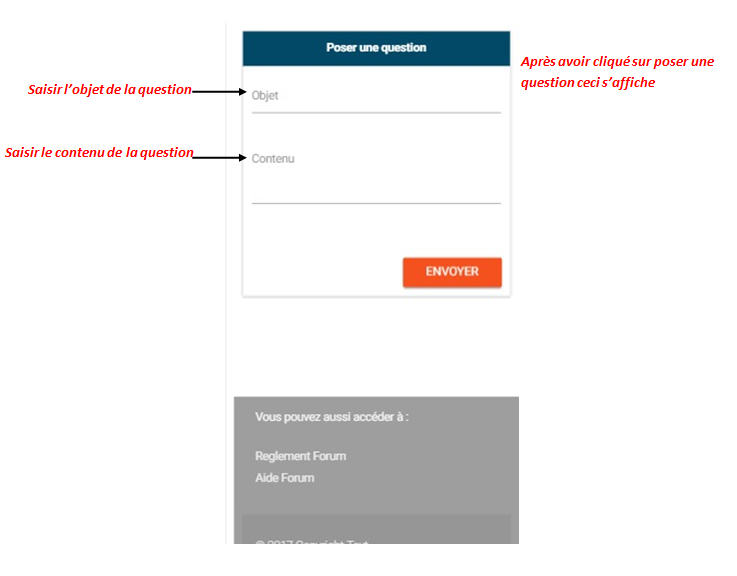 Poser une question
Après avoir cliqué sur poser une
question ceci s'affiche
Saisir l'objet de la question
Objet
Saisir le contenu de la question
Contenu
ENVOYER
Vous pouvez aussi accéder à :
Reglement Forum
Aide Forum
© 2017 Copyright Text